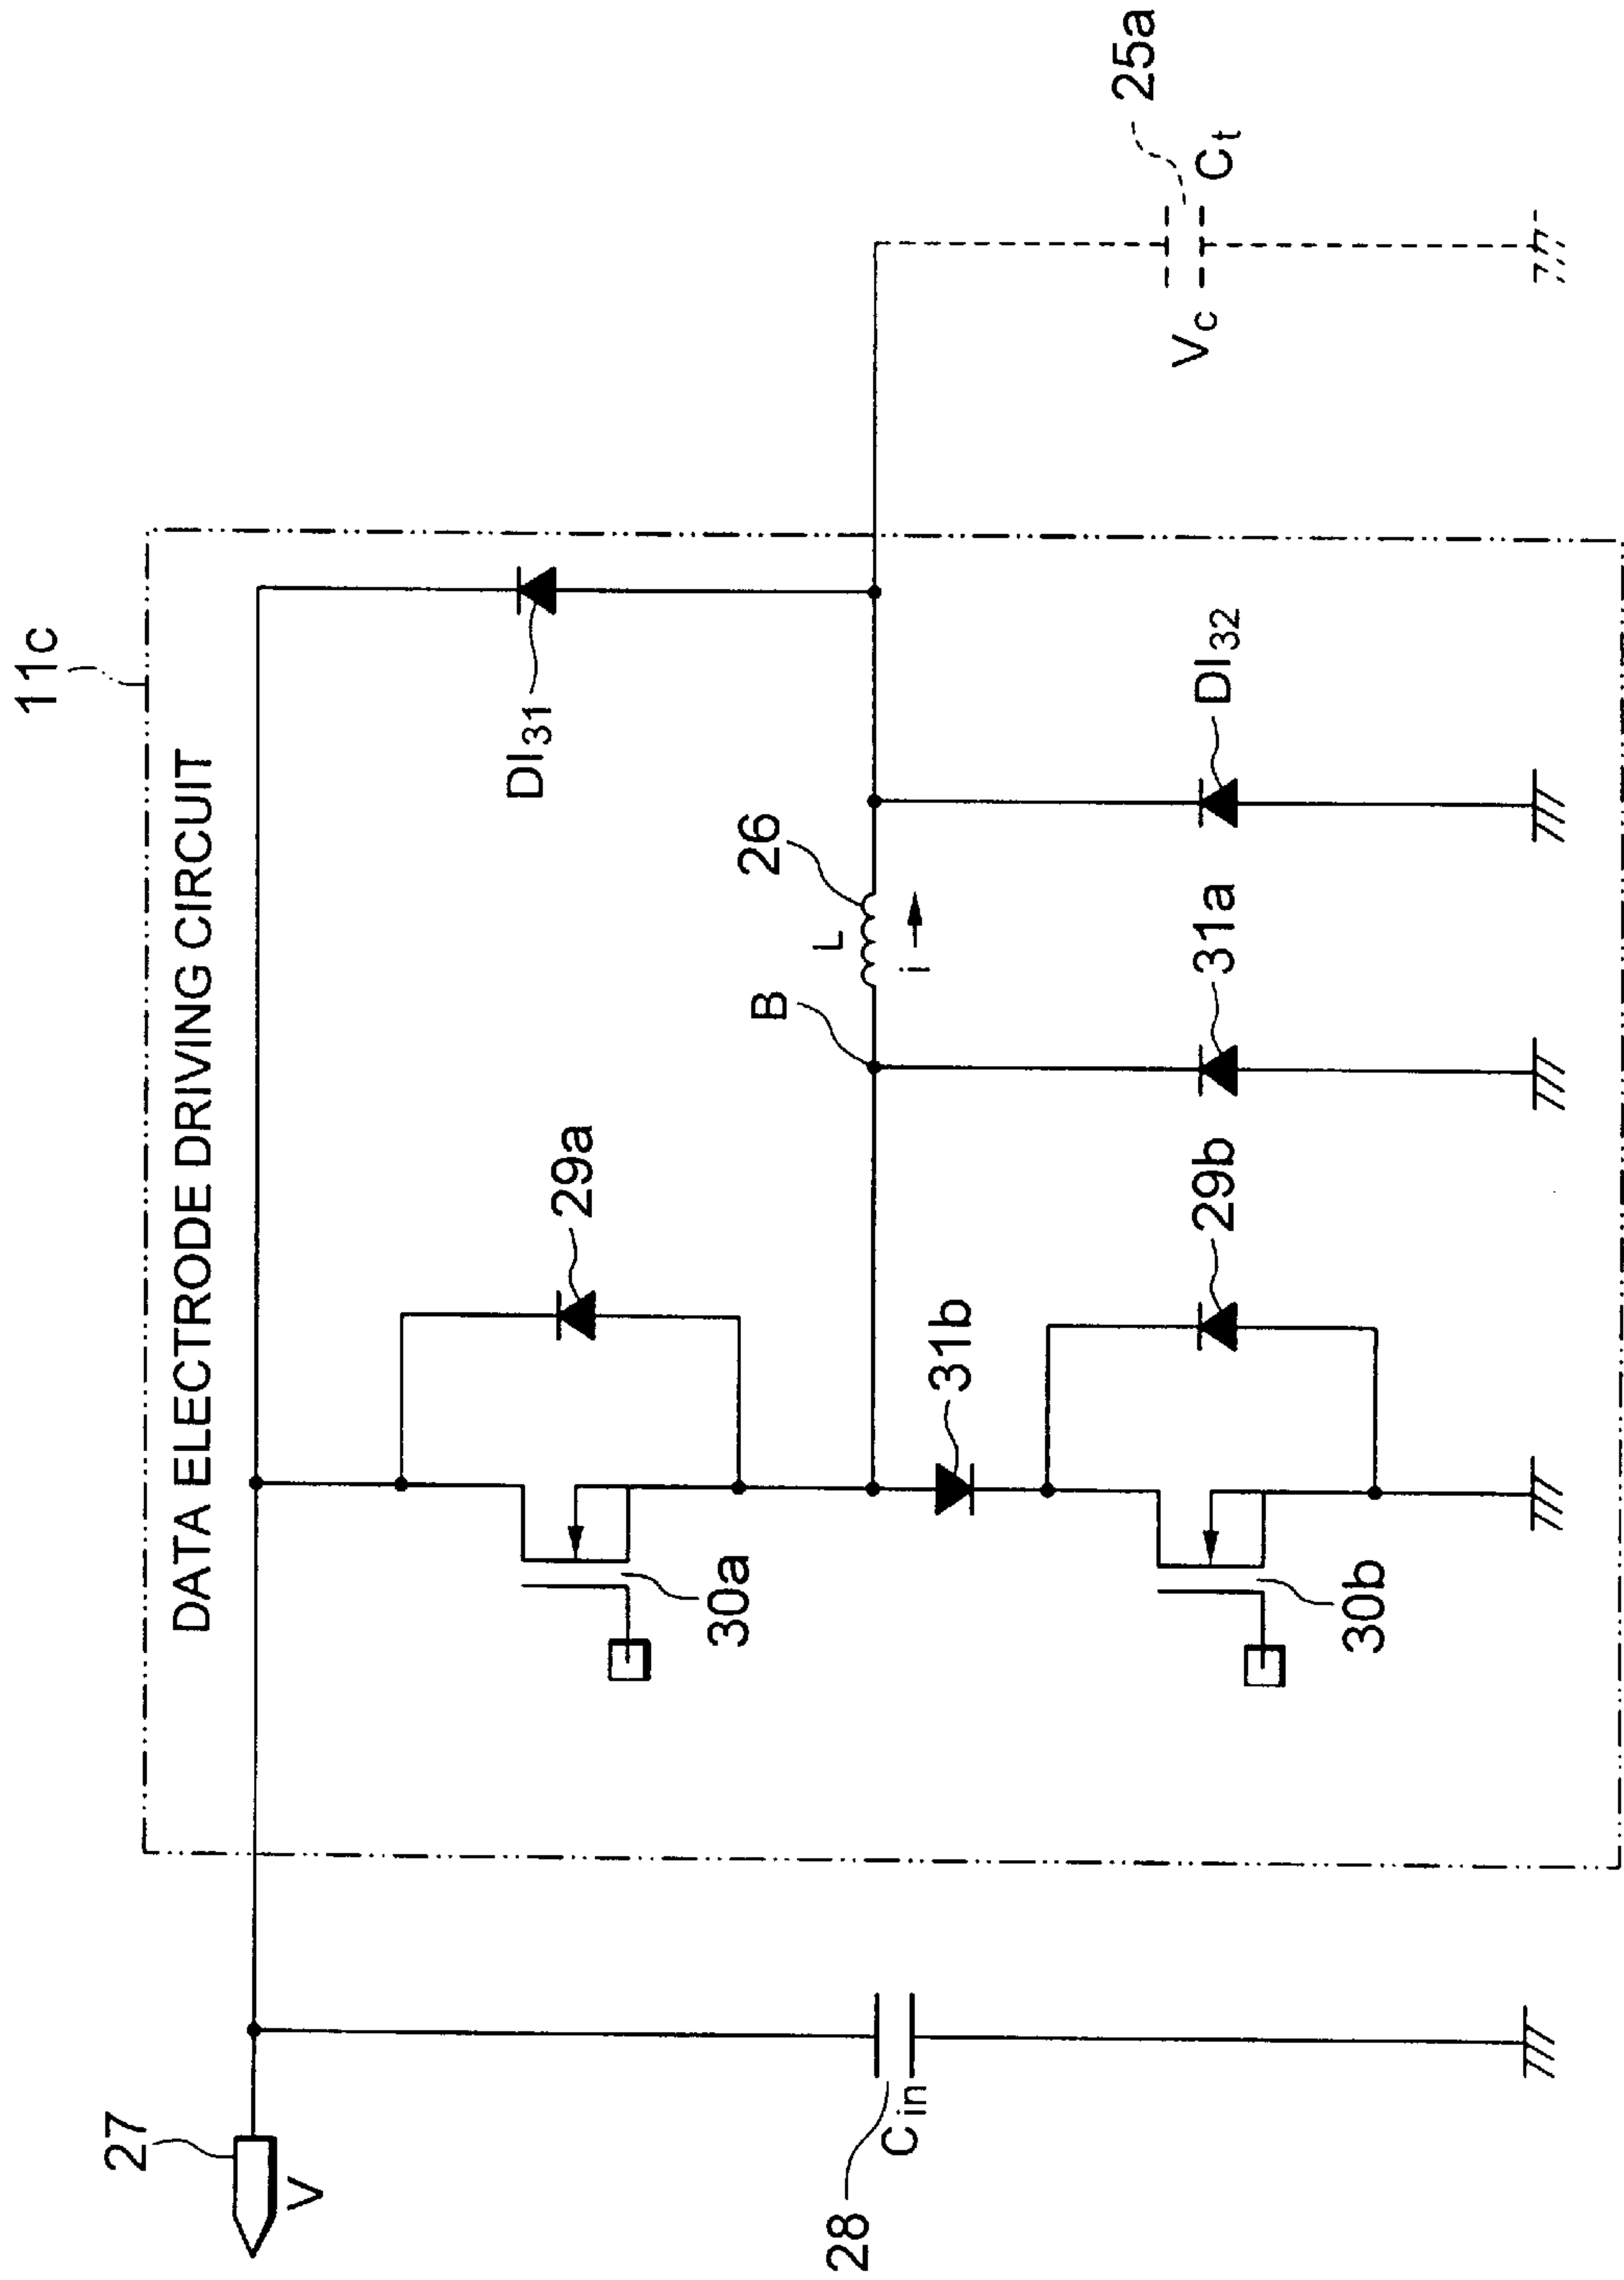 11c
DATA ELECTRODE DRIVING CIRCUIT
27
V
29a
30a
DI31
B
L
26
i
28
Cin
31b
29b
30b
31a
DI32
Vc
Ct
25a